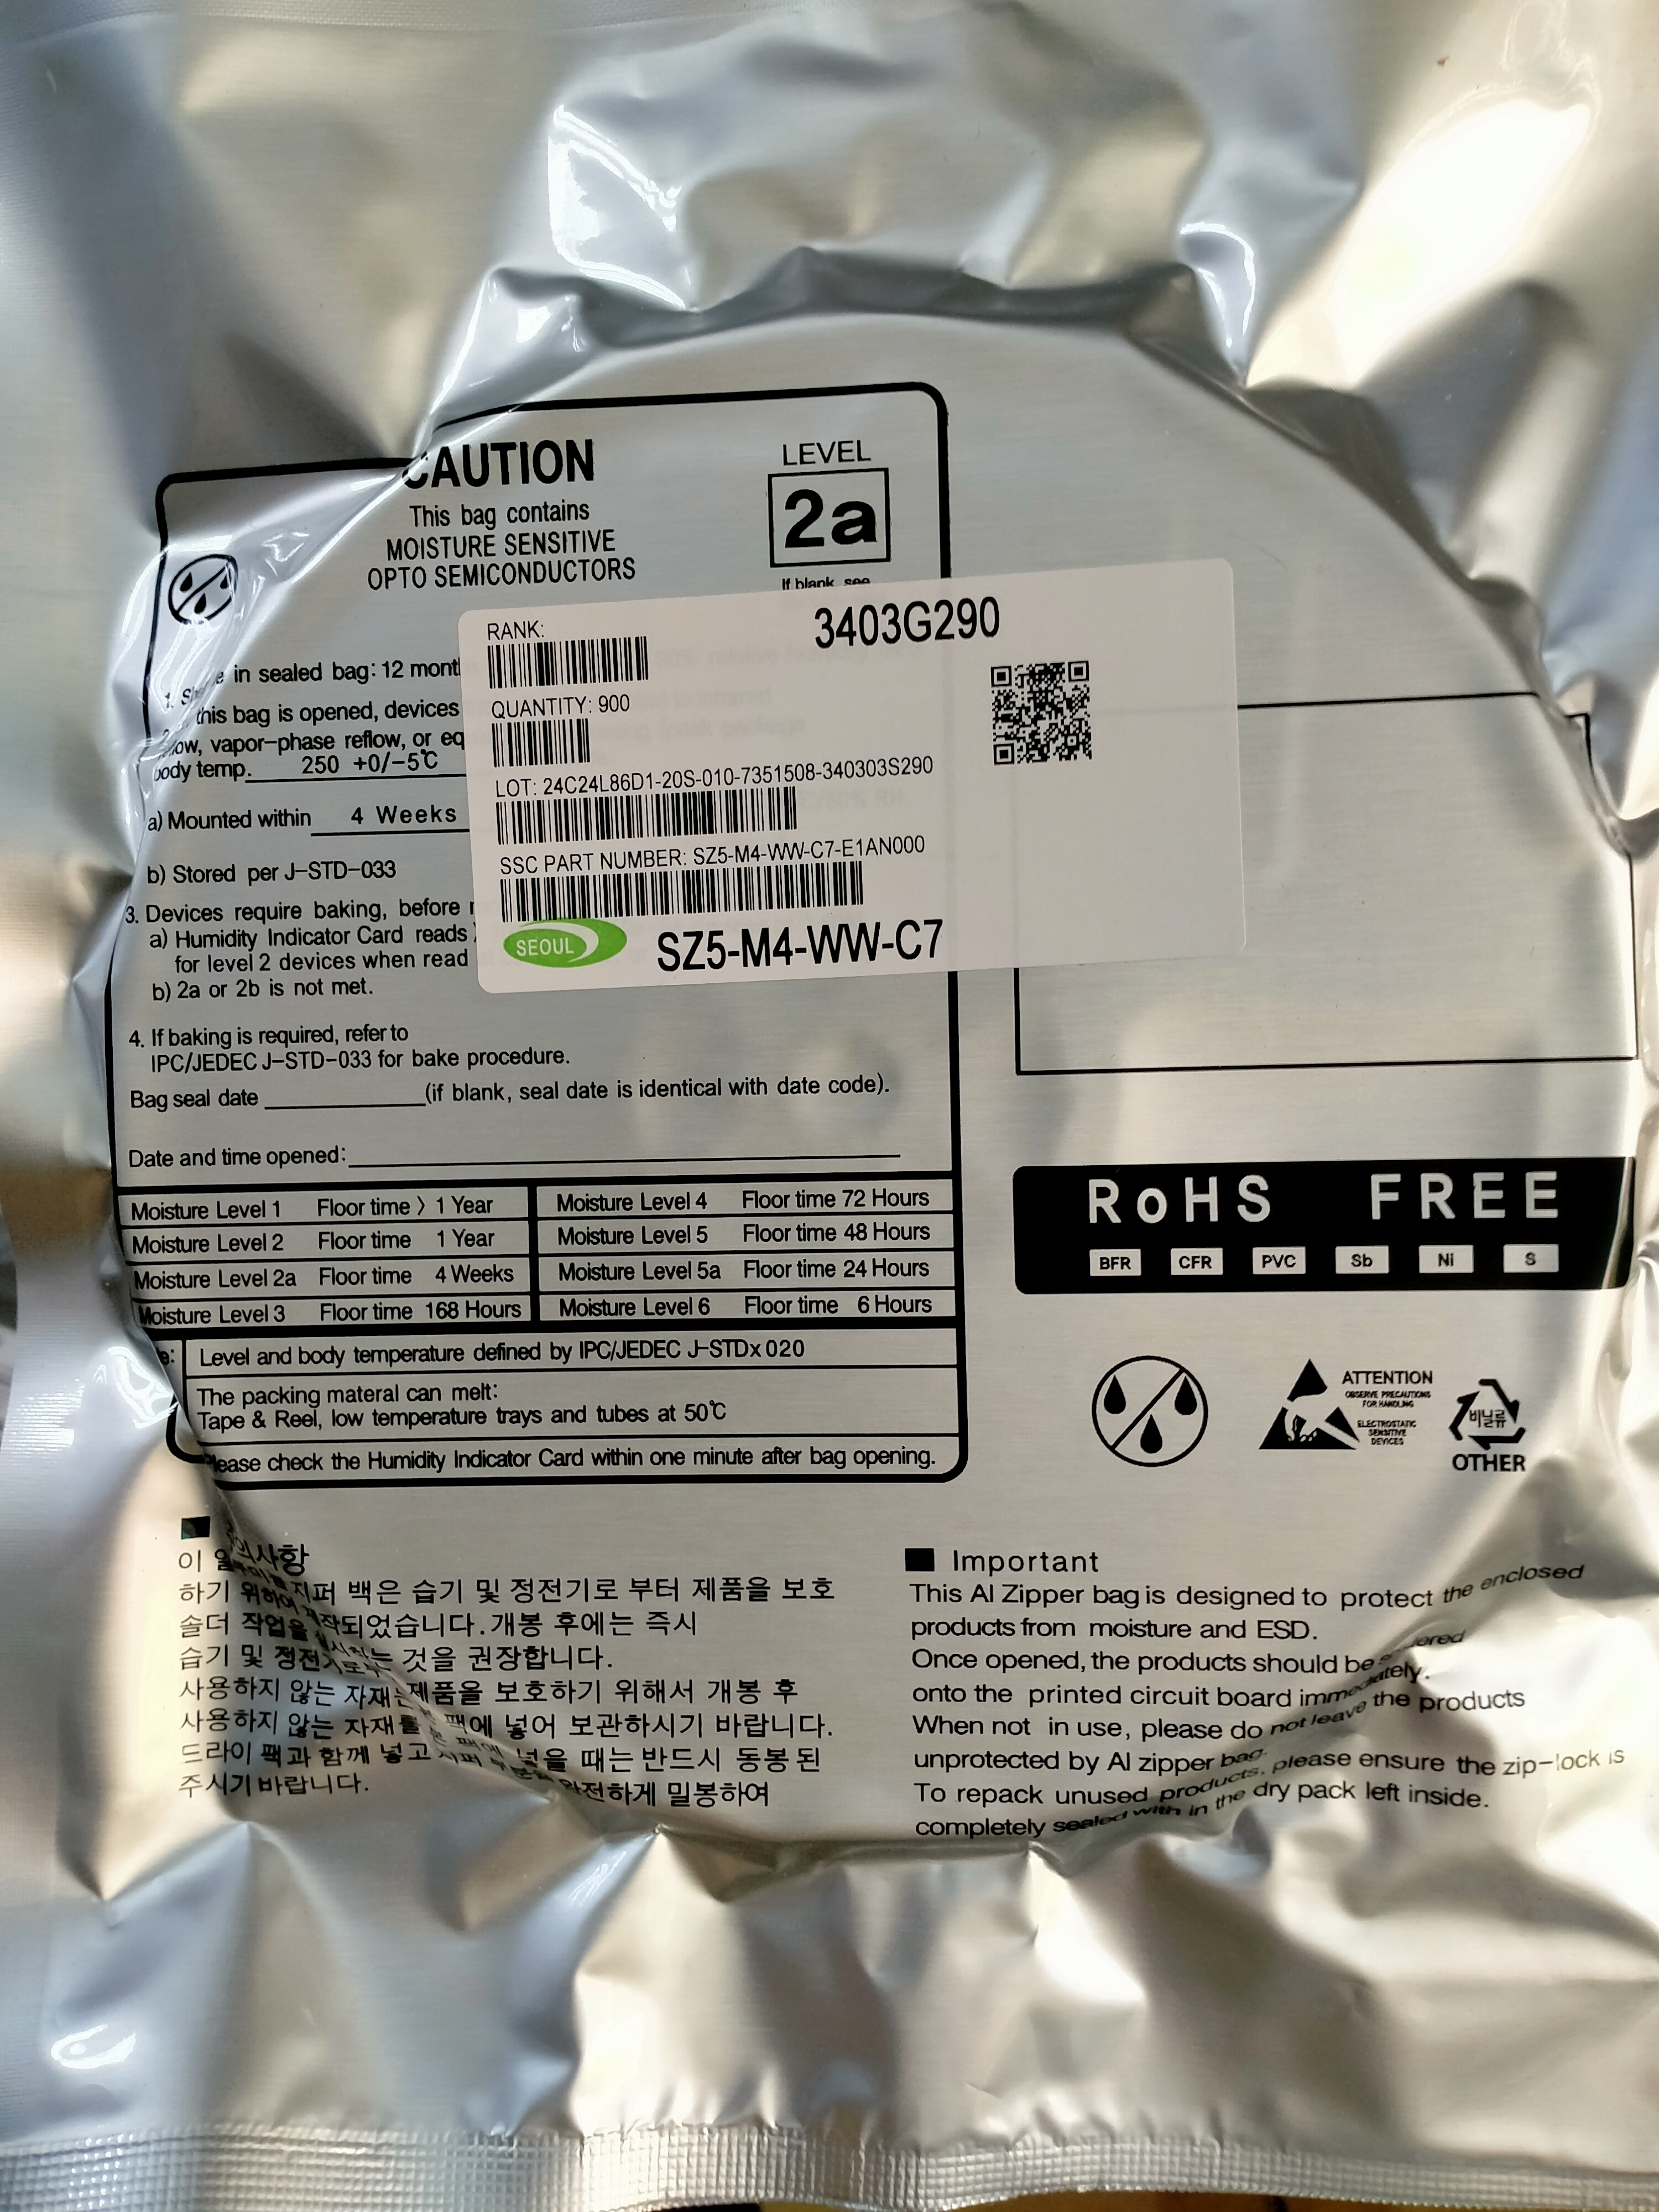 CAUTION
This bag contains
MOISTURE SENSITIVE
OPTO SEMICONDUCTORS
LEVEL
2a
If blank, see
in sealed bag: 12 mont
this bag is opened, devices
vapor-phase reflow, or eq
body temp. 250 +0/-5℃
a) Mounted within 4 Weeks
b) Stored per J-STD-033
3. Devices require baking, before
a) Humidity Indicator Card reads
for level 2 devices when read
b) 2a or 2b is not met.
4. If baking is required, refer to
IPC/JEDEC J-STD-033 for bake procedure.
Bag seal date (if blank, seal date is identical with date code).
Date and time opened:
Moisture Level 1 Floor time > 1 Year
Moisture Level 2 Floor time 1 Year
Moisture Level 2a Floor time 4 Weeks
Moisture Level 3 Floor time 168 Hours
Moisture Level 4 Floor time 72 Hours
Moisture Level 5 Floor time 48 Hours
Moisture Level 5a Floor time 24 Hours
Moisture Level 6 Floor time 6 Hours
Level and body temperature defined by IPC/JEDEC J-STDx020
The packing materal can melt:
Tape & Reel, low temperature trays and tubes at 50℃
Please check the Humidity Indicator Card within one minute after bag opening.
RANK:
3403G290
QUANTITY: 900
LOT: 24C24L86D1-20S-010-7351508-340303S290
SSC PART NUMBER: SZ5-M4-WW-C7-E1AN000
SEOUL
SZ5-M4-WW-C7
RoHS FREE
BFR CFR PVC Sb Ni S
ATTENTION
OBSERVE PRECAUTIONS
FOR HANDLING
ELECTROSTATIC
SENSITIVE
DEVICES
비닐류
OTHER
이
하기 위하여 지퍼 백은 습기 및 정전기로 부터 제품을 보호
솔더 작업을 제작되었습니다. 개봉 후에는 즉시
습기 및 것을 권장합니다.
사용하지 않는 자재는 제품을 보호하기 위해서 개봉 후
사용하지 않는 자재를 팩에 넣어 보관하시기 바랍니다.
드라이 팩과 함께 넣고 넣을 때는 반드시 동봉된
주시기 바랍니다. 완전하게 밀봉하여
■ Important
This Al Zipper bag is designed to protect the enclosed
products from moisture and ESD.
Once opened, the products should be
onto the printed circuit board immediately.
When not in use, please do not leave the products
unprotected by Al zipper bag.
To repack unused products, please ensure the zip-lock is
completely sealed with in the dry pack left inside.